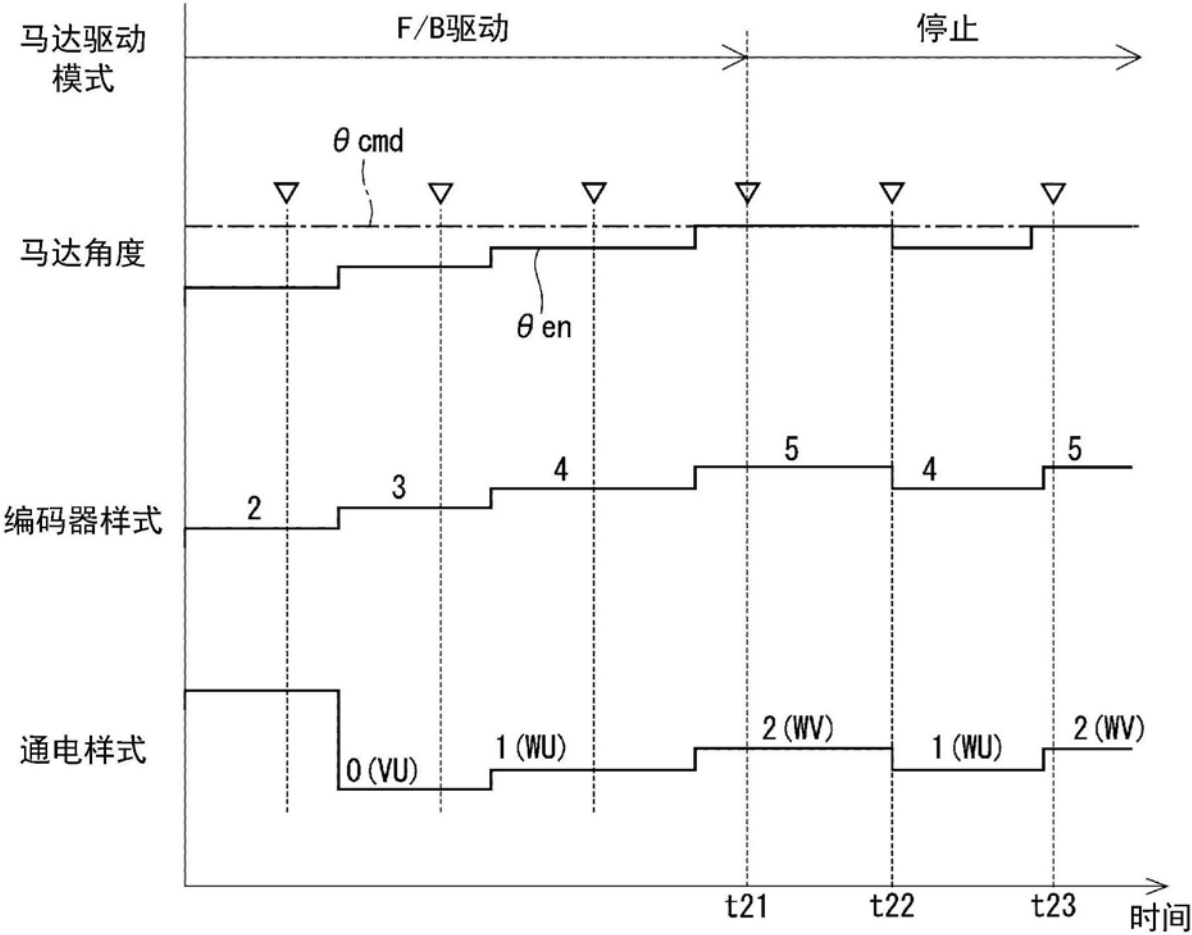 马达驱动
模式
F/B驱动
停止
θcmd
马达角度
θen
编码器样式
2
3
4
5
4
5
通电样式
0(VU)
1(WU)
2(WV)
1(WU)
2(WV)
t21
t22
t23
时间